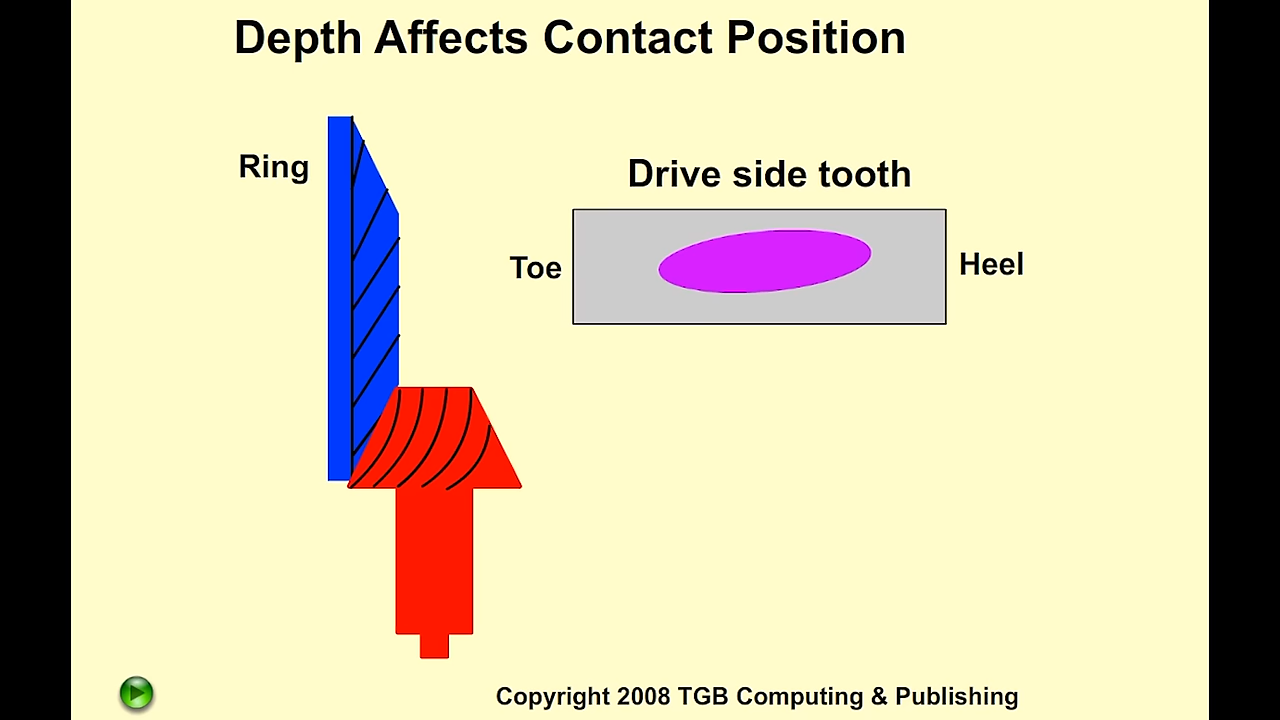 Depth Affects Contact Position
Ring
Drive side tooth
Toe
Heel
Copyright 2008 TGB Computing & Publishing